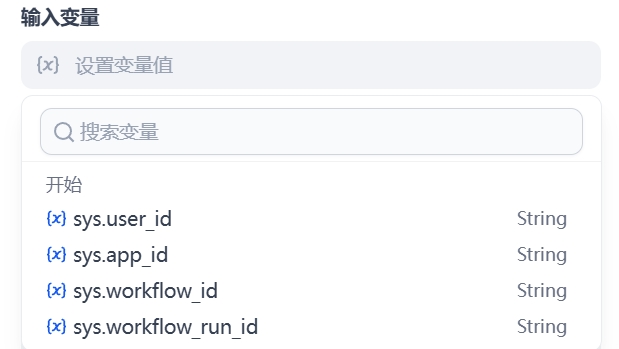 输入变量
{x} 设置变量值
搜索变量
开始
{x} sys.user_id String
{x} sys.app_id String
{x} sys.workflow_id String
{x} sys.workflow_run_id String